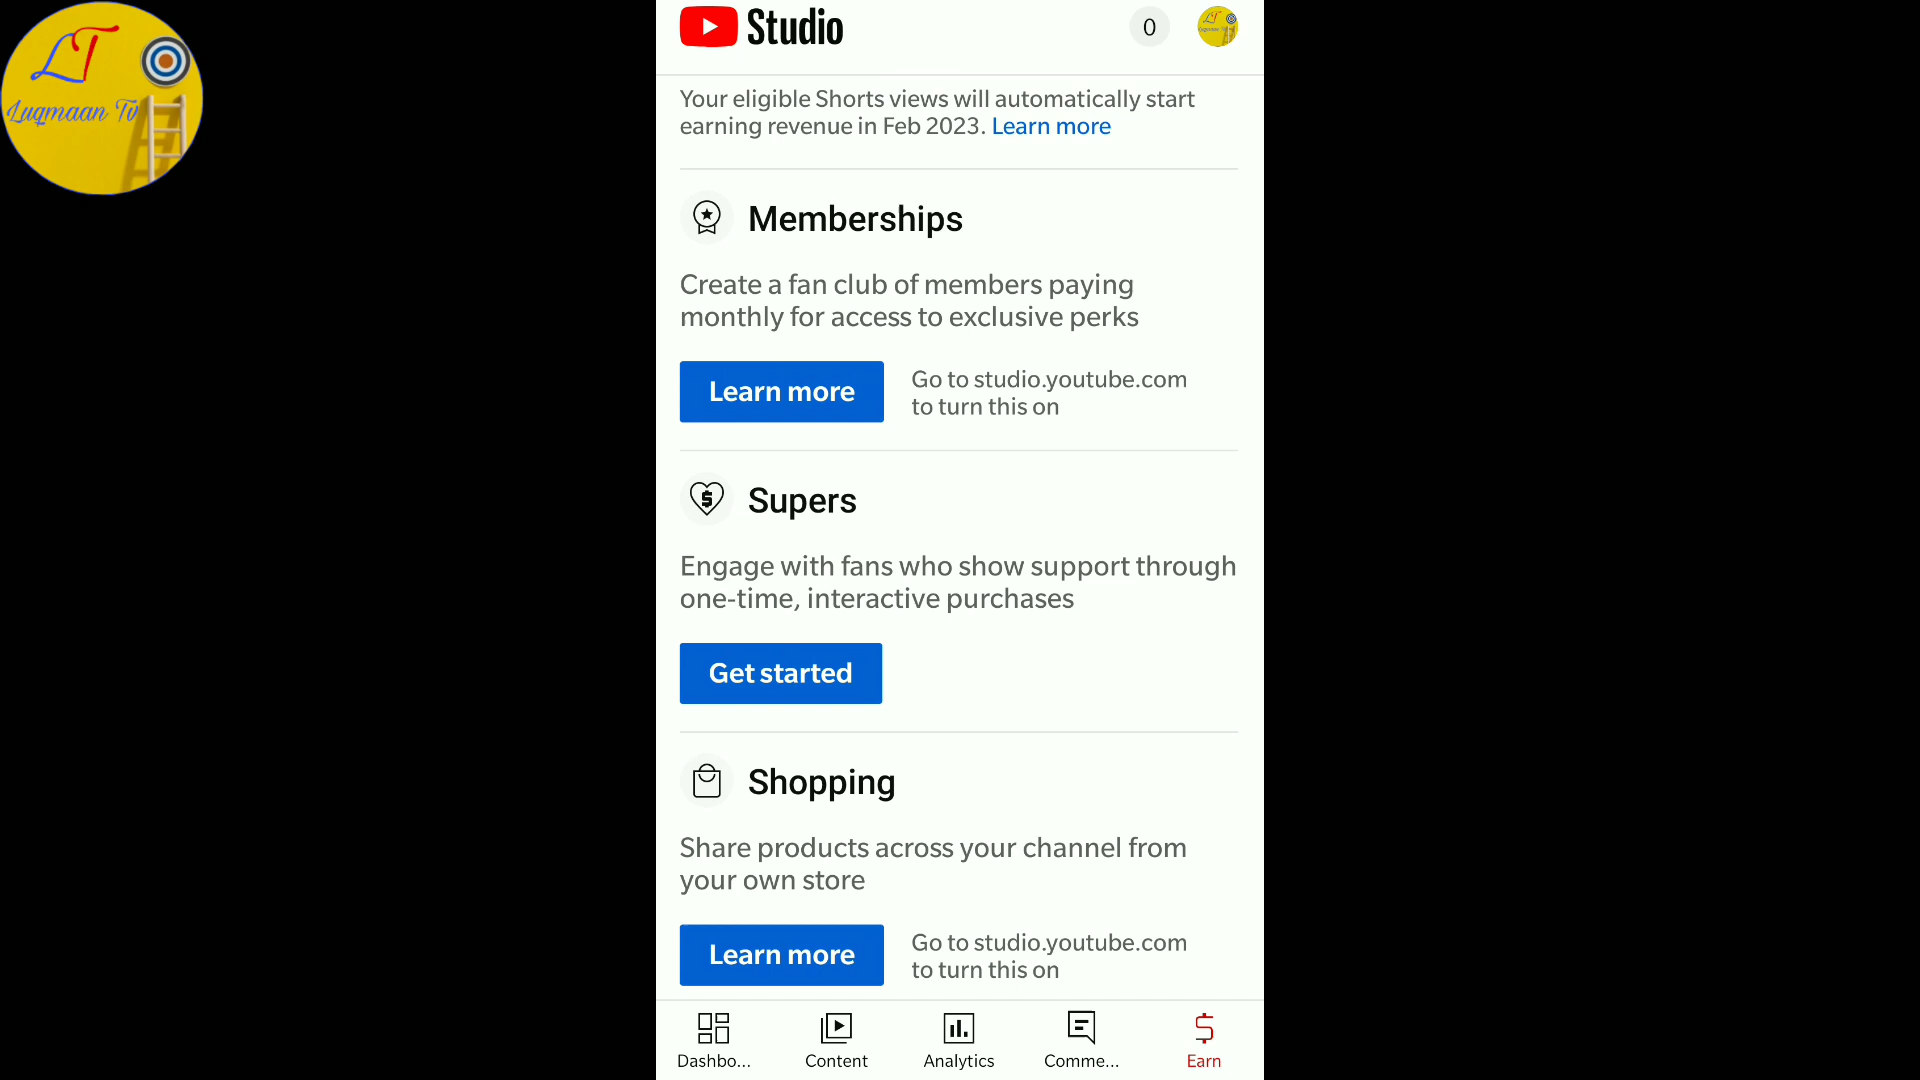 LT
Luqmaan Tv
Studio
0
Your eligible Shorts views will automatically start
earning revenue in Feb 2023. Learn more
Memberships
Create a fan club of members paying
monthly for access to exclusive perks
Learn more
Go to studio.youtube.com
to turn this on
Supers
Engage with fans who show support through
one-time, interactive purchases
Get started
Shopping
Share products across your channel from
your own store
Learn more
Go to studio.youtube.com
to turn this on
Dashbo...
Content
Analytics
Comme...
Earn